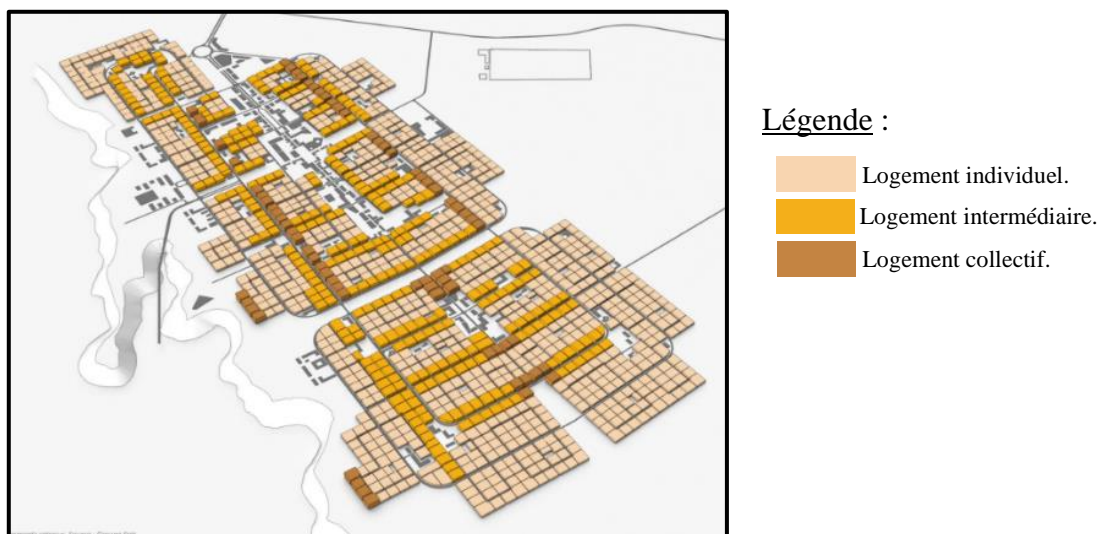 Légende :
Logement individuel.
Logement intermédiaire.
Logement collectif.